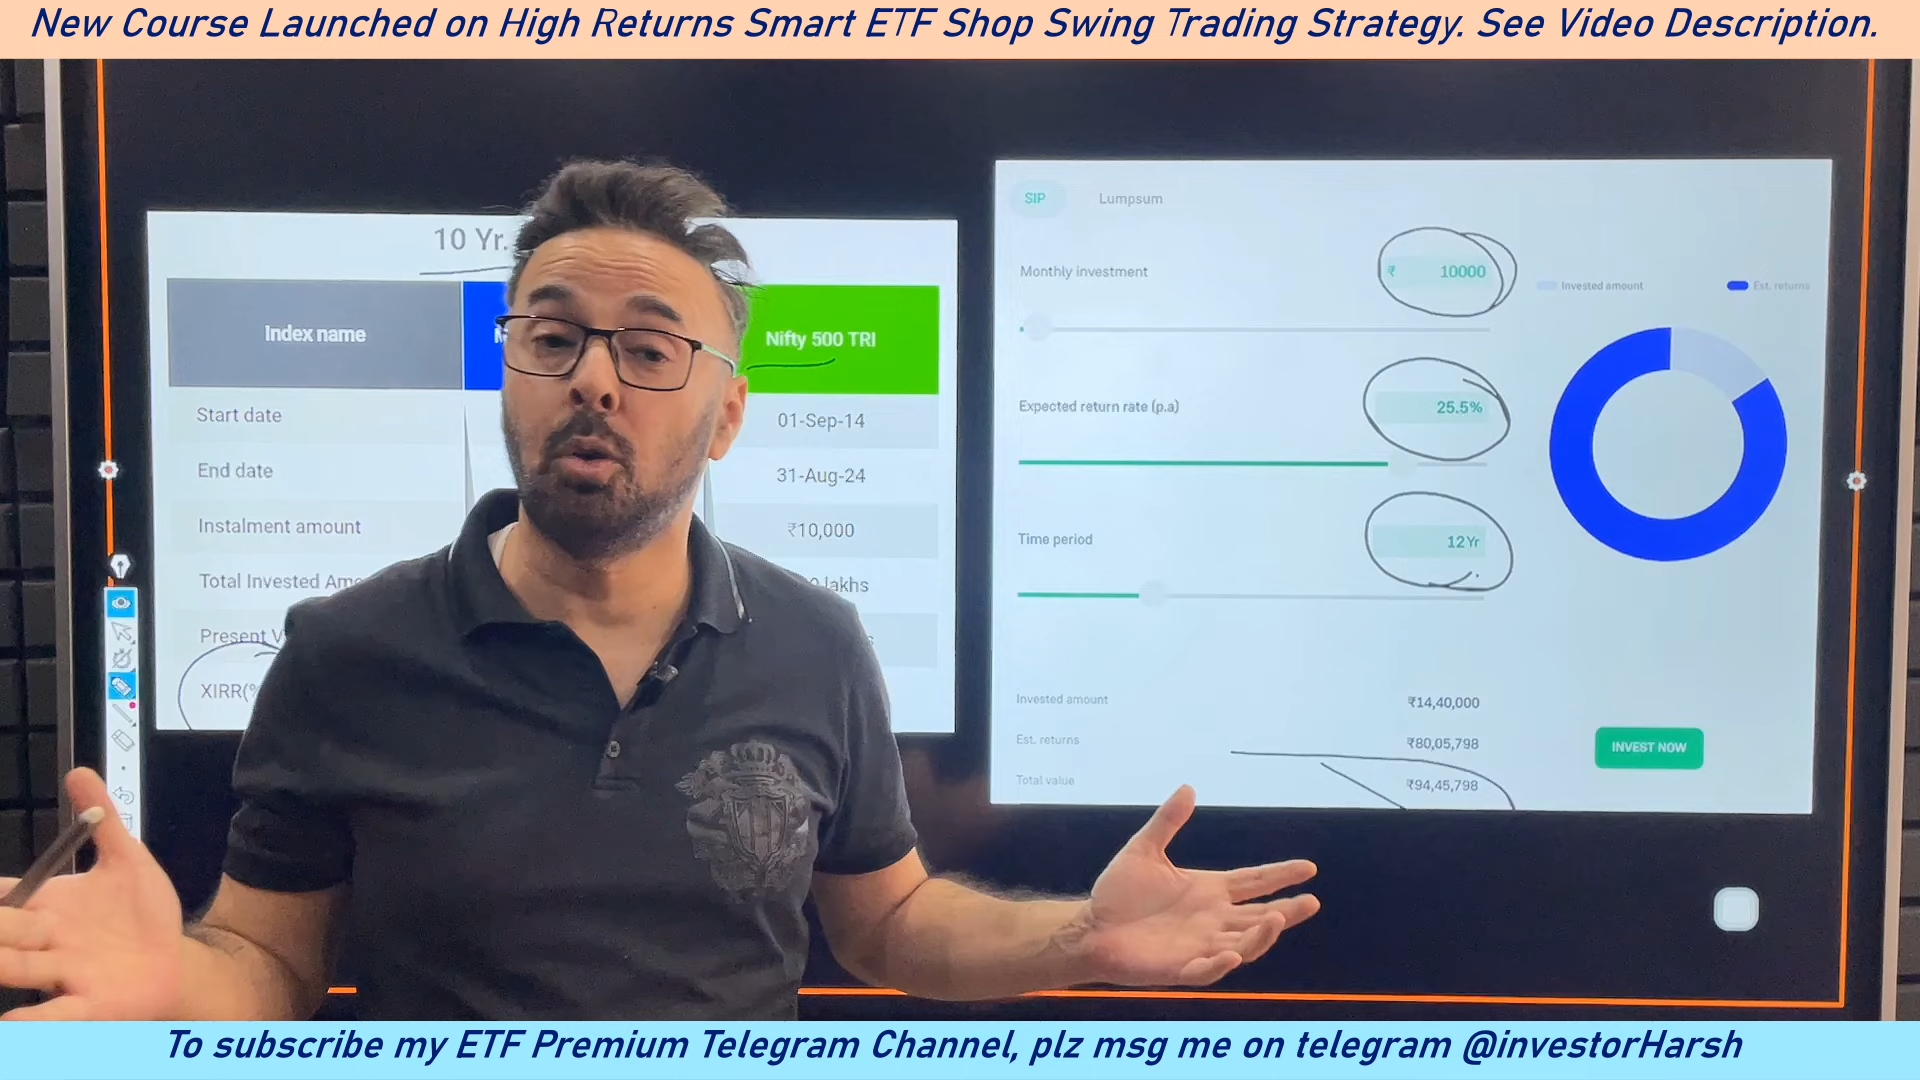 New Course Launched on High Returns Smart ETF Shop Swing Trading Strategy. See Video Description.
10 Yr.
Index name
Nifty 500 TRI
Start date
01-Sep-14
End date
31-Aug-24
Instalment amount
₹10,000
Total Invested
lakhs
Present
XIRR(%
SIP
Lumpsum
Monthly investment
₹ 10000
Expected return rate (p.a)
25.5%
Time period
12Yr
Invested amount
Est. returns
Invested amount
₹14,40,000
Est. returns
₹80,05,798
Total value
₹94,45,798
INVEST NOW
To subscribe my ETF Premium Telegram Channel, plz msg me on telegram @investorHarsh